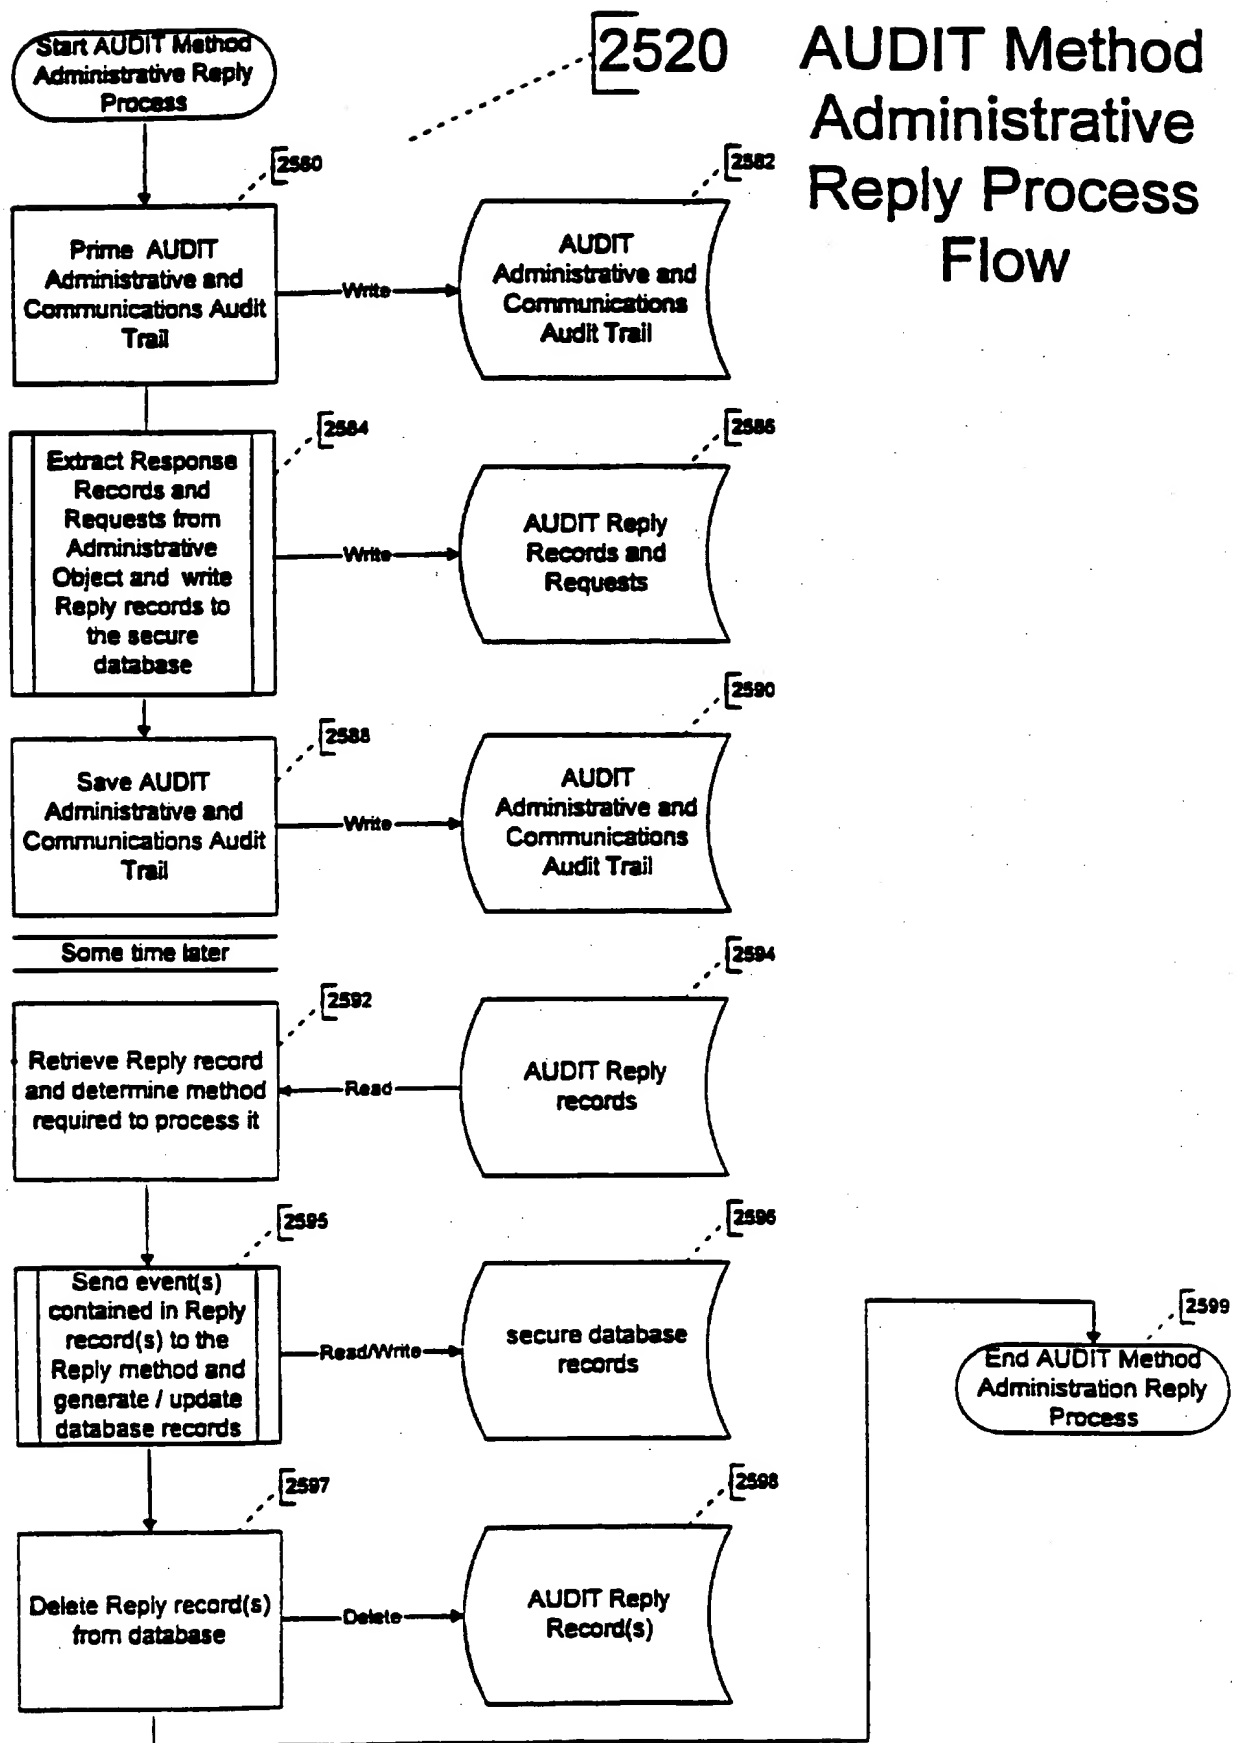 2520
AUDIT Method
Administrative
Reply Process
Flow
Start AUDIT Method
Administrative Reply
Process
2580
2582
Prime AUDIT
Administrative and
Communications Audit
Trail
Write
AUDIT
Administrative and
Communications
Audit Trail
2584
2586
Extract Response
Records and
Requests from
Administrative
Object and write
Reply records to
the secure
database
Write
AUDIT Reply
Records and
Requests
2588
2590
Save AUDIT
Administrative and
Communications Audit
Trail
Write
AUDIT
Administrative and
Communications
Audit Trail
Some time later
2592
2594
Retrieve Reply record
and determine method
required to process it
Read
AUDIT Reply
records
2595
2596
Send event(s)
contained in Reply
record(s) to the
Reply method and
generate / update
database records
Read/Write
secure database
records
2599
End AUDIT Method
Administration Reply
Process
2597
2598
Delete Reply record(s)
from database
Delete
AUDIT Reply
Record(s)